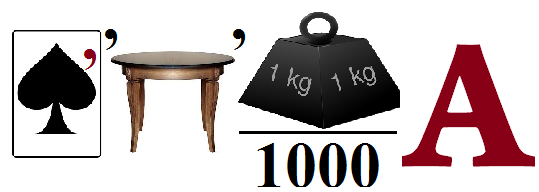 , ,
, 1 kg 1 kg A
1000